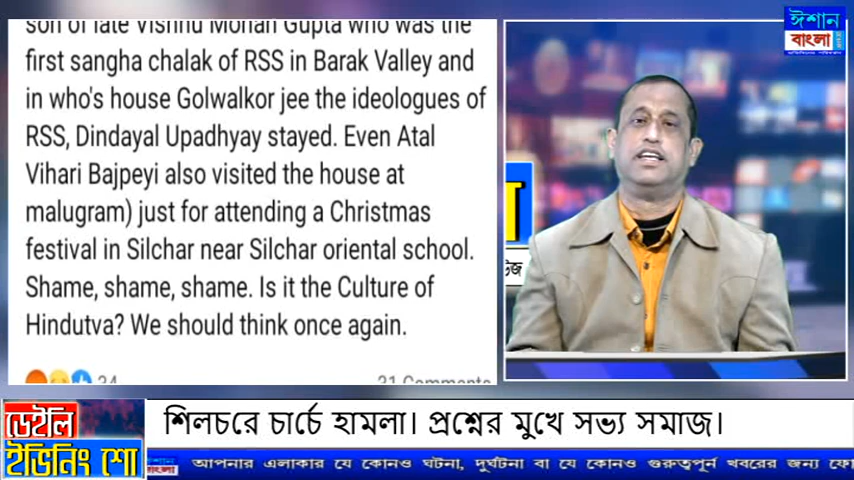 son of late Vishnu Mohan Gupta who was the
first sangha chalak of RSS in Barak Valley and
in who's house Golwalkor jee the ideologues of
RSS, Dindayal Upadhyay stayed. Even Atal
Vihari Bajpeyi also visited the house at
malugram) just for attending a Christmas
festival in Silchar near Silchar oriental school.
Shame, shame, shame. Is it the Culture of
Hindutva? We should think once again.
34
31 Comments
ঈশান
বাংলা
ডেইলি
ইভিনিং শো
শিলচরে চার্চে হামলা। প্রশ্নের মুখে সভ্য সমাজ।
ঈশান
বাংলা
আপনার এলাকার যে কোনও ঘটনা, দুর্ঘটনা বা যে কোনও গুরুত্বপূর্ন খবরের জন্য ফো